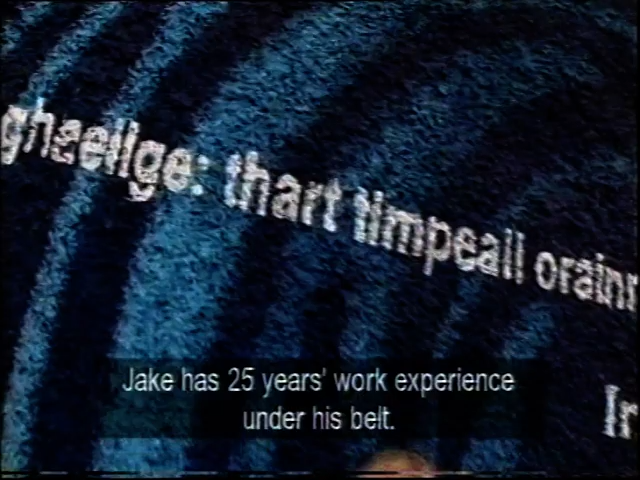 ghaeilge: thart timpeall orainn
Ir
Jake has 25 years' work experience
under his belt.